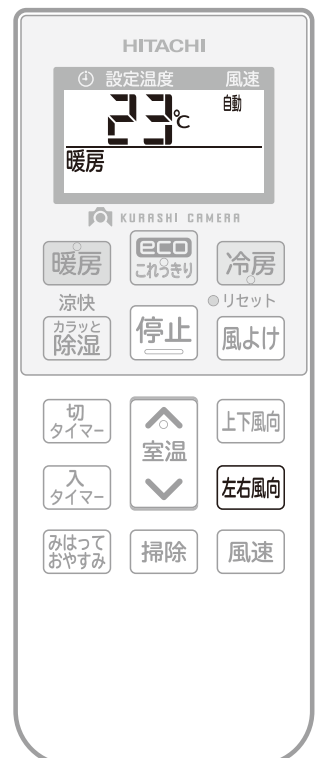 HITACHI
設定温度 風速
23℃ 自動
暖房
KURASHI CAMERA
暖房
eco
これっきり
冷房
涼快
カラッと
除湿
停止
リセット
風よけ
切
タイマー
室温
上下風向
入
タイマー
左右風向
みはって
おやすみ
掃除
風速